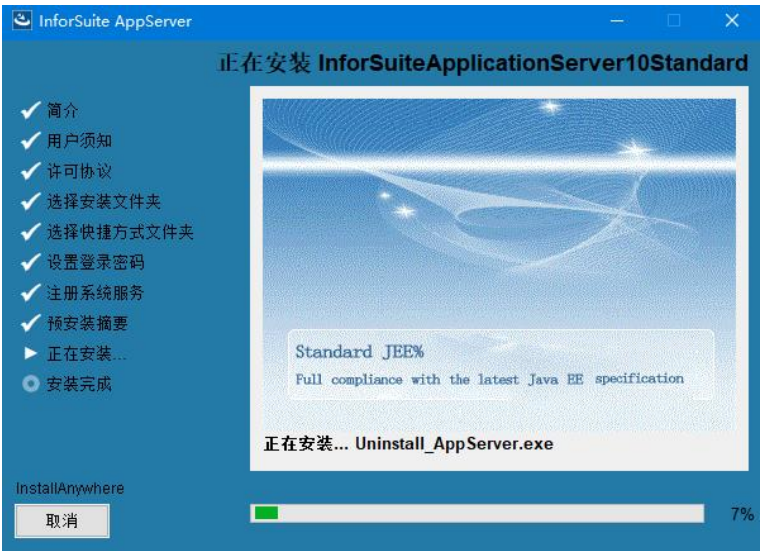 InforSuite AppServer
正在安装 InforSuiteApplicationServer10Standard
简介
用户须知
许可协议
选择安装文件夹
选择快捷方式文件夹
设置登录密码
注册系统服务
预安装摘要
正在安装...
安装完成
Standard JEE%
Full compliance with the latest Java EE specification
正在安装... Uninstall_AppServer.exe
InstallAnywhere
取消
7%